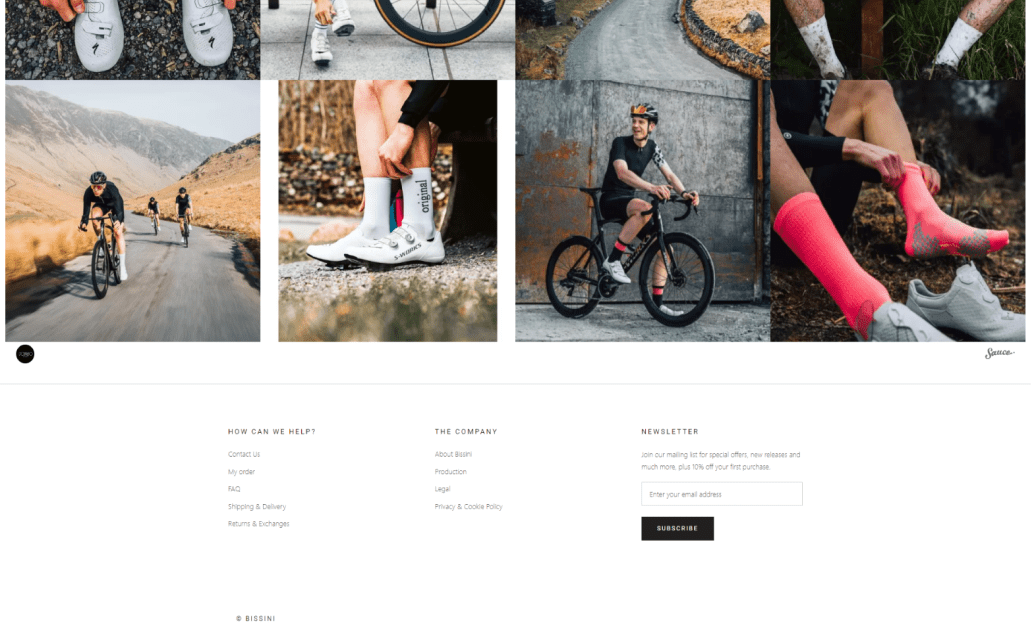 original
S-WORKS
Sauce
HOW CAN WE HELP?
THE COMPANY
NEWSLETTER
Contact Us
My order
FAQ
Shipping & Delivery
Returns & Exchanges
About Bissini
Production
Legal
Privacy & Cookie Policy
Join our mailing list for special offers, new releases and
much more, plus 10% off your first purchase.
Enter your email address
SUBSCRIBE
© BISSINI